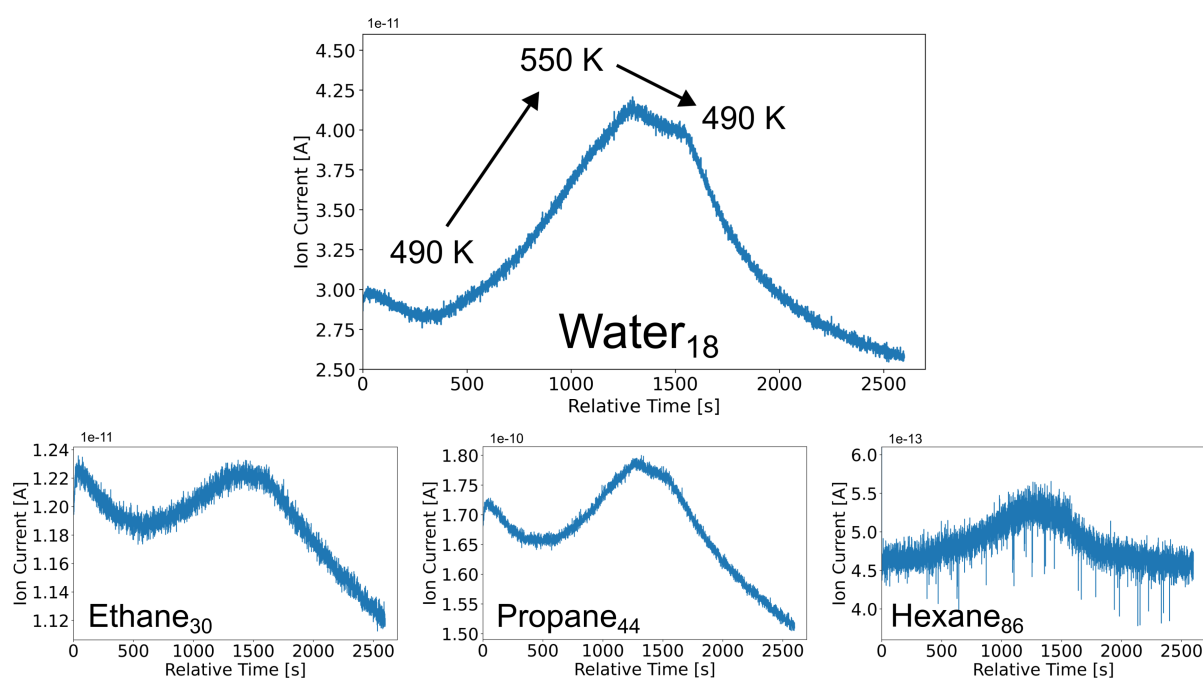 1e-11
4.50
4.25
4.00
3.75
3.50
3.25
3.00
2.75
2.50
Ion Current [A]
550 K
490 K
490 K
Water18
0 500 1000 1500 2000 2500
Relative Time [s]
1e-11
1.24
1.22
1.20
1.18
1.16
1.14
1.12
Ion Current [A]
Ethane30
0 500 1000 1500 2000 2500
Relative Time [s]
1e-10
1.80
1.75
1.70
1.65
1.60
1.55
1.50
Ion Current [A]
Propane44
0 500 1000 1500 2000 2500
Relative Time [s]
1e-13
6.0
5.5
5.0
4.5
4.0
Ion Current [A]
Hexane86
0 500 1000 1500 2000 2500
Relative Time [s]